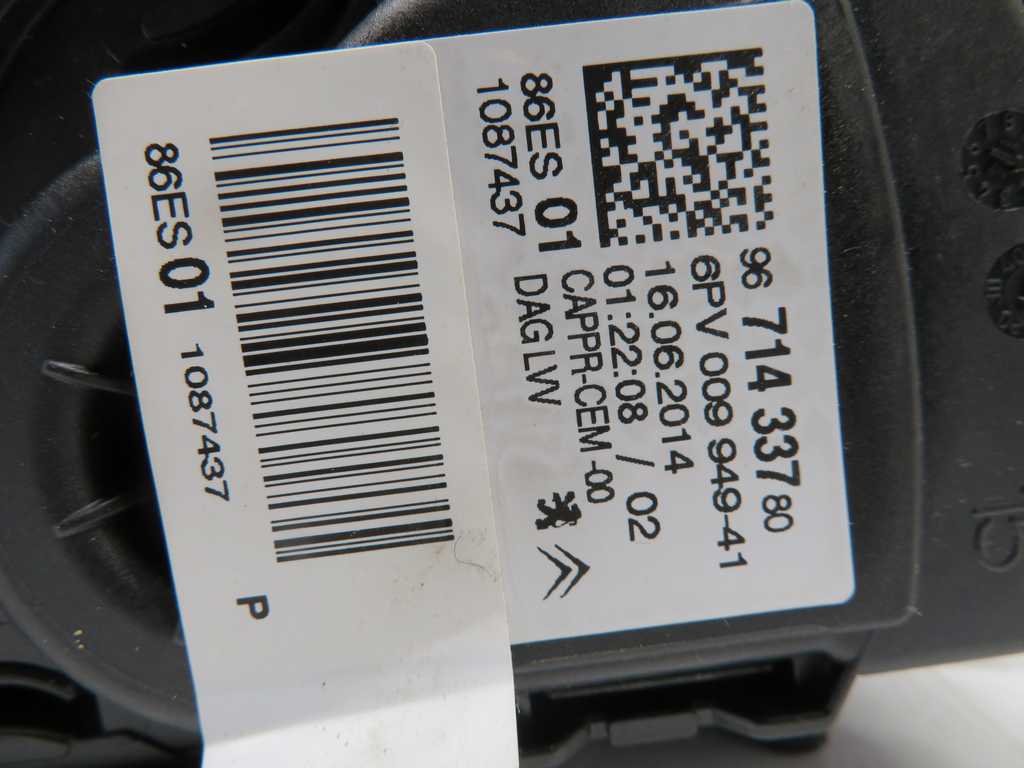 96 714 337 80
6PV 009 949-41
16.06.2014
01:22:08 / 02
CAPPR-CEM -00
DAG LVV
86ES 01
1087437
86ES 01 1087437 P